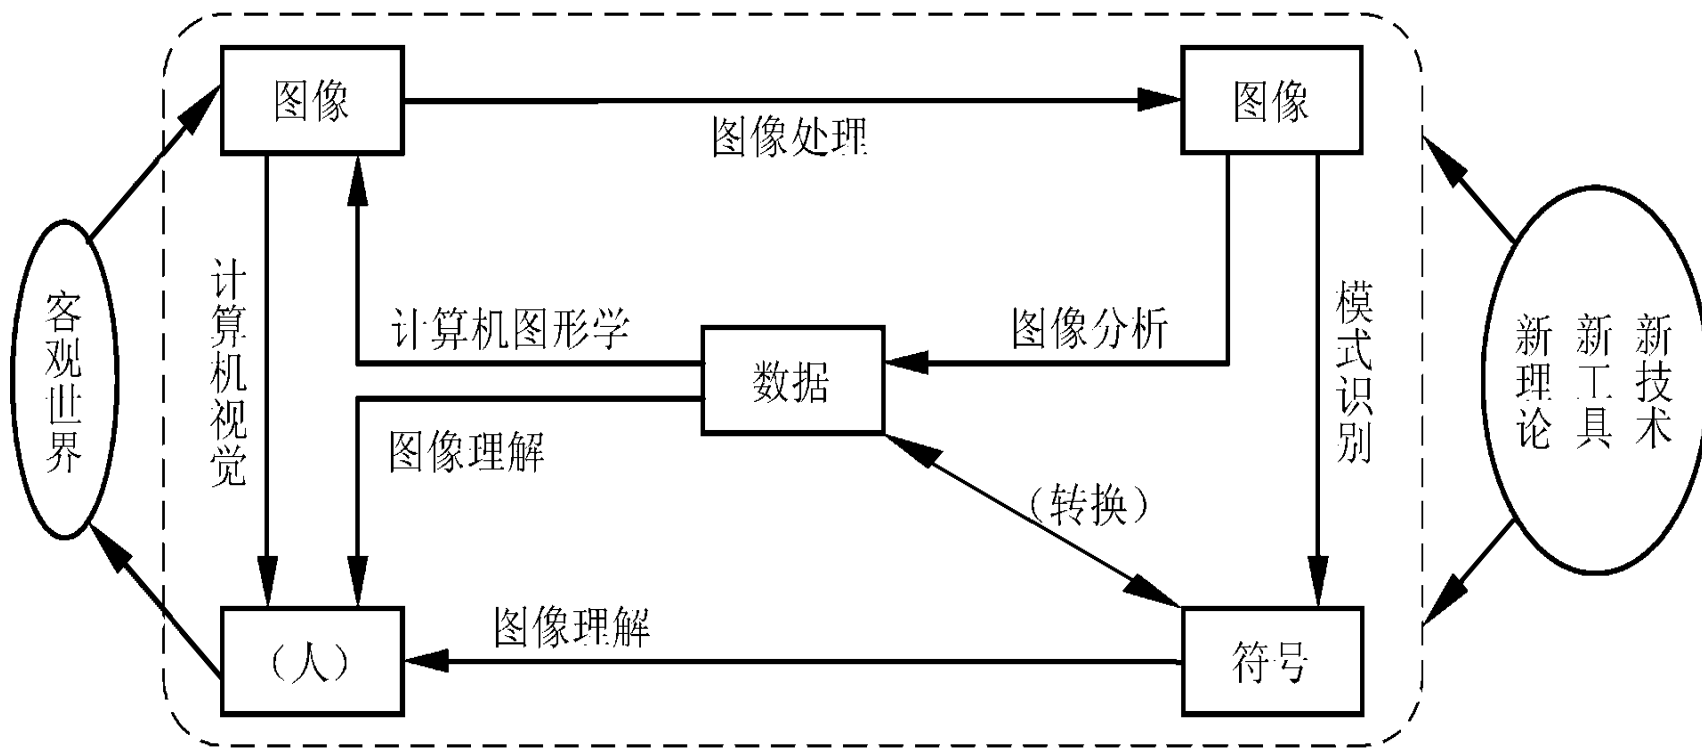 图像
图像
图像处理
客观世界
计算机视觉
计算机图形学
图像理解
数据
图像分析
模式识别
新理论
新工具
新技术
（转换）
图像理解
（人）
符号